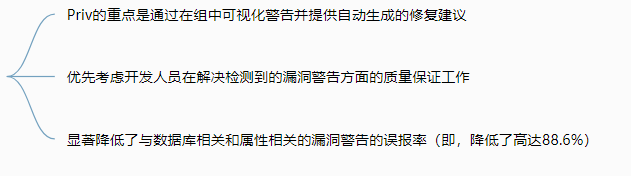 Priv的重点是通过在组中可视化警告并提供自动生成的修复建议
优先考虑开发人员在解决检测到的漏洞警告方面的质量保证工作
显著降低了与数据库相关和属性相关的漏洞警告的误报率（即，降低了高达88.6%）